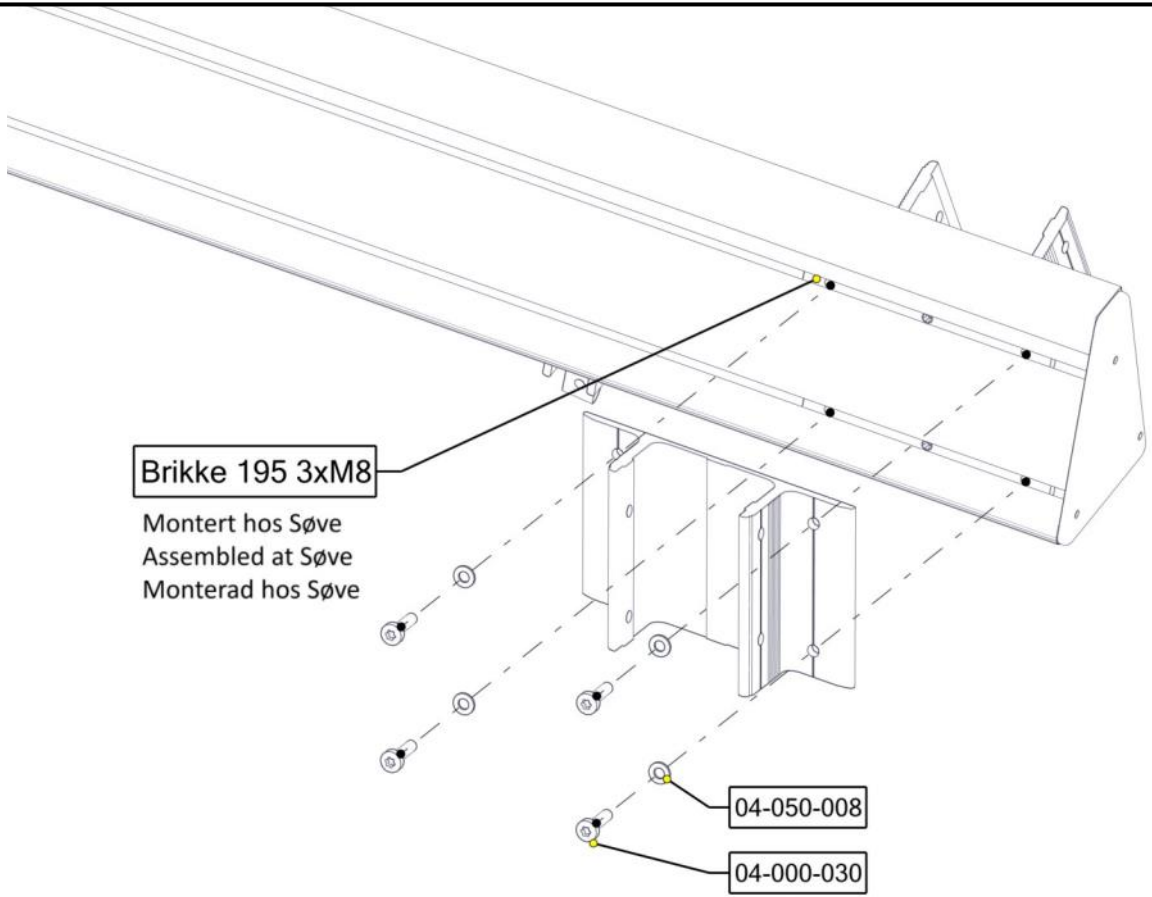 Brikke 195 3xM8
Montert hos Søve
Assembled at Søve
Monterad hos Søve
04-050-008
04-000-030